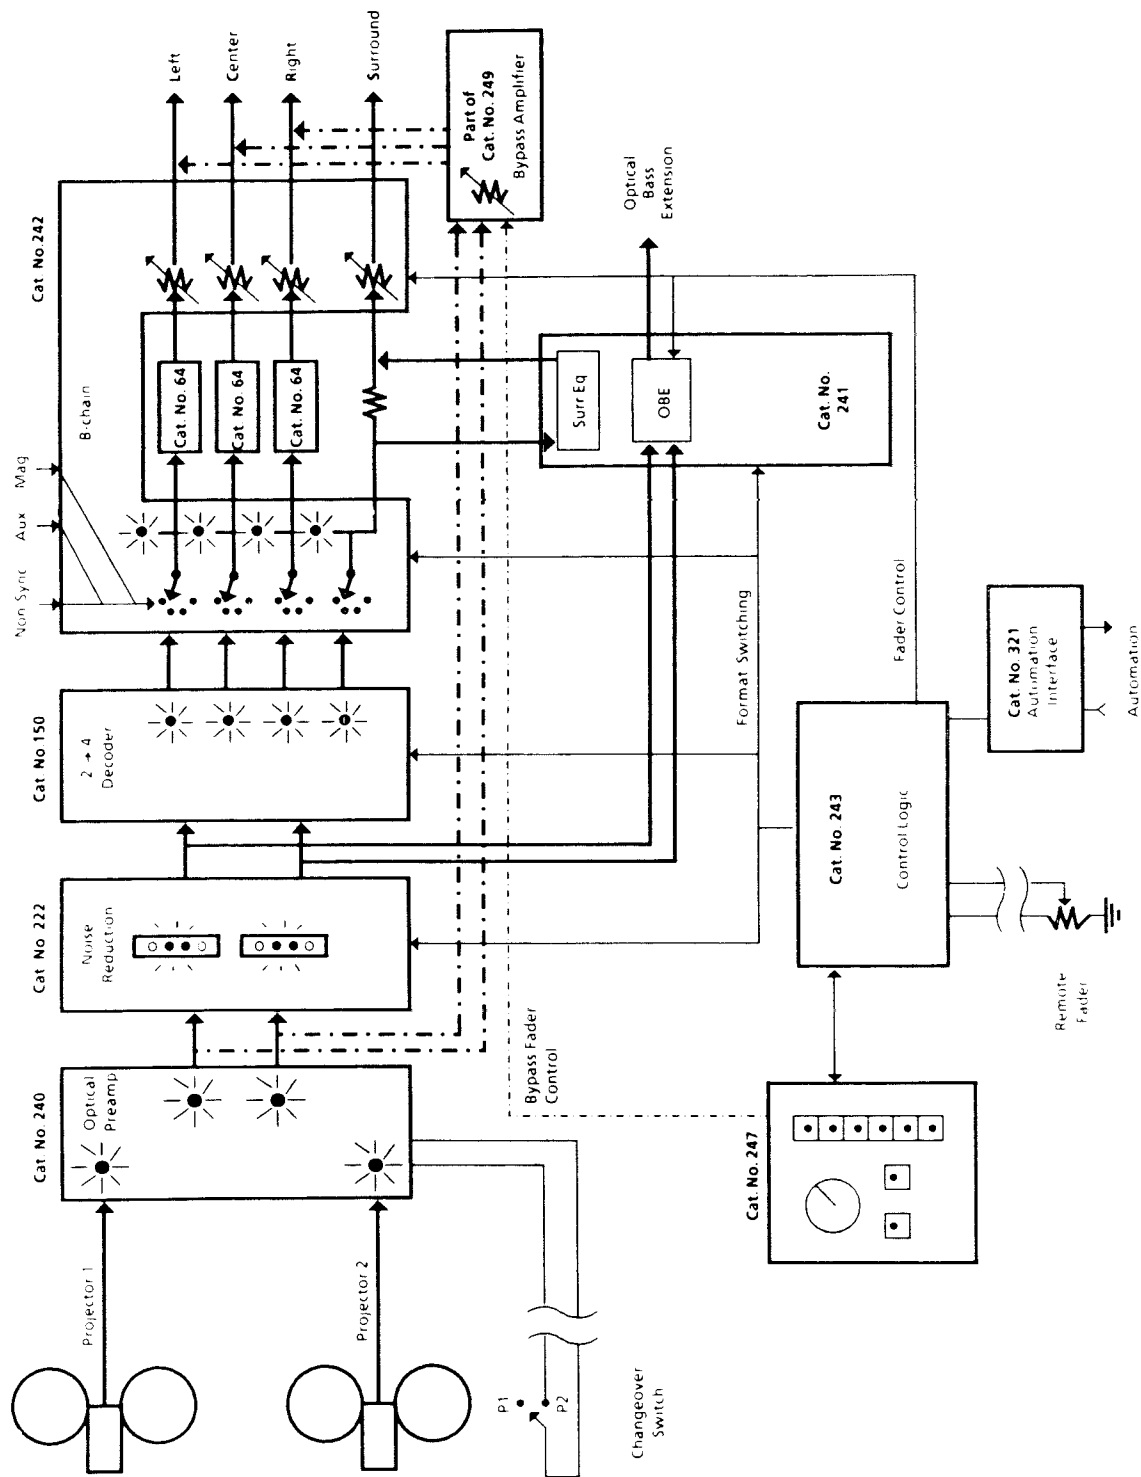 Projector 1
Projector 2
P1
P2
Changeover
Switch
Cat No. 240
Optical
Preamp
Bypass Fader
Control
Cat. No. 247
Cat No 222
Noise
Reduction
Cat No 150
2 → 4
Decoder
Non Sync
Aux
Mag
Cat No. 242
B-chain
Cat. No. 64
Cat. No. 64
Cat. No. 64
Left
Center
Right
Surround
Part of
Cat. No. 249
Bypass Amplifier
Optical
Bass
Extension
Surr Eq
OBE
Cat. No.
241
Format Switching
Fader Control
Cat. No. 243
Control Logic
Remote
Fader
Cat. No. 321
Automation
Interface
Automation